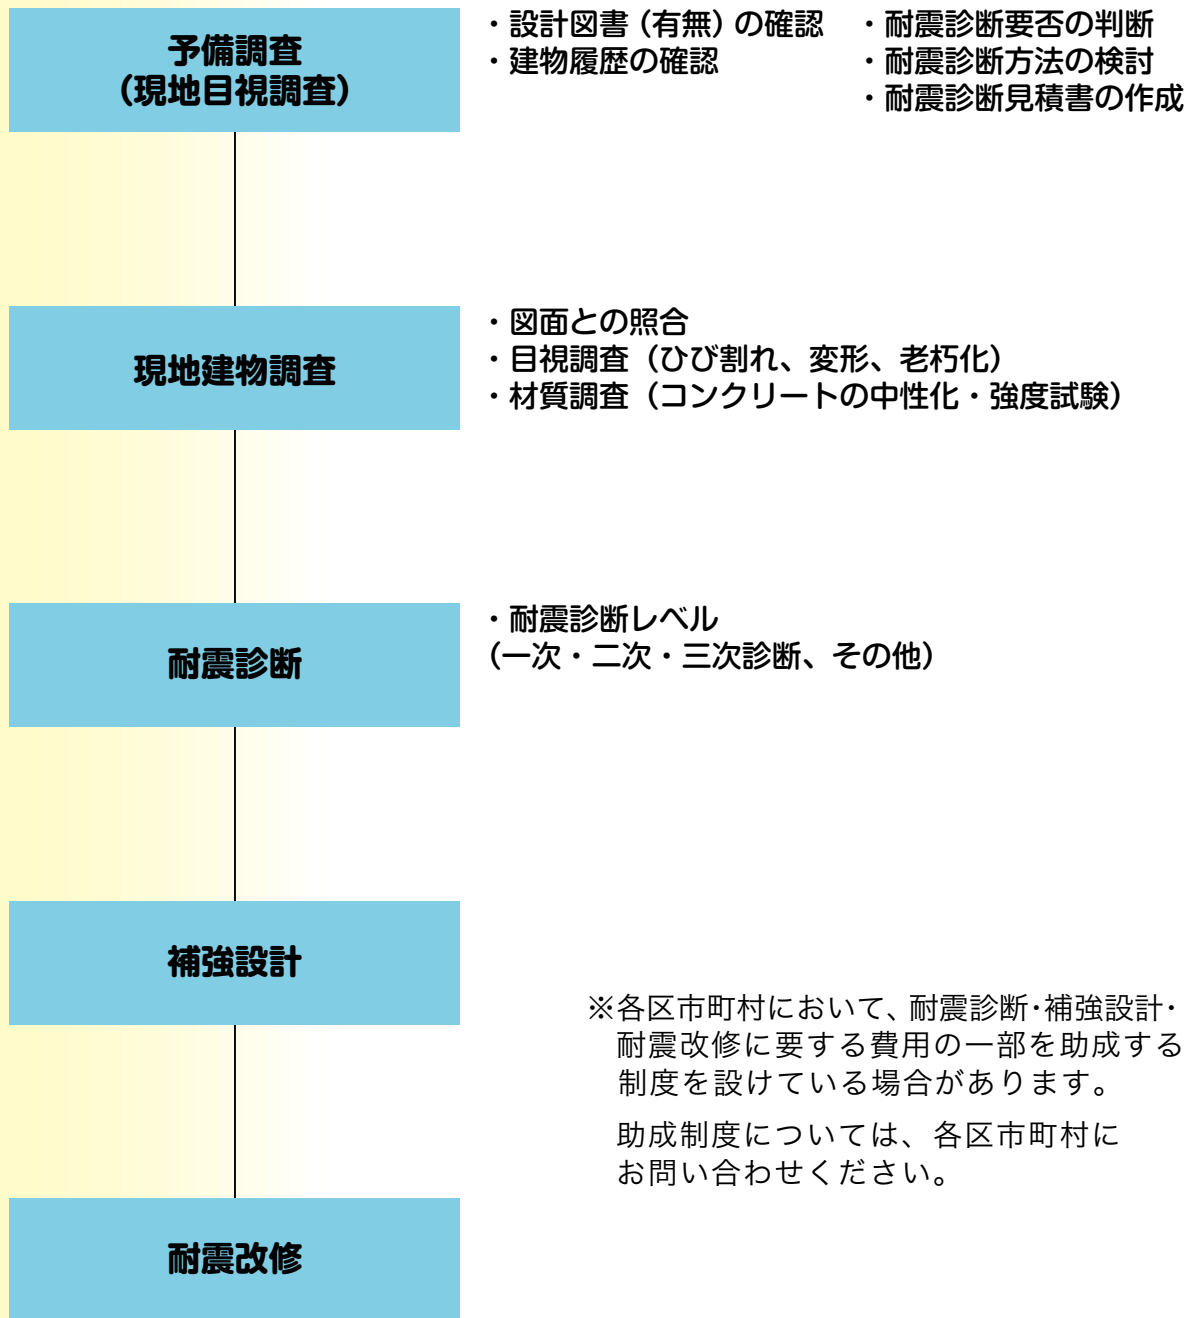 予備調査
（現地目視調査）
・設計図書（有無）の確認
・建物履歴の確認
・耐震診断要否の判断
・耐震診断方法の検討
・耐震診断見積書の作成
現地建物調査
・図面との照合
・目視調査（ひび割れ、変形、老朽化）
・材質調査（コンクリートの中性化・強度試験）
耐震診断
・耐震診断レベル
（一次・二次・三次診断、その他）
補強設計
※各区市町村において、耐震診断・補強設計・
耐震改修に要する費用の一部を助成する
制度を設けている場合があります。
助成制度については、各区市町村に
お問い合わせください。
耐震改修